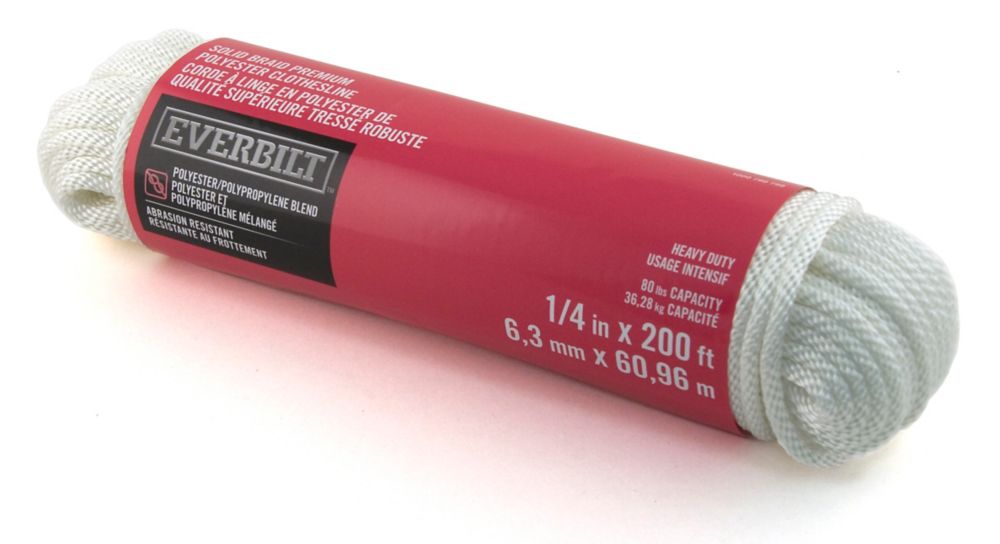 SOLID BRAID PREMIUM
POLYESTER CLOTHESLINE
CORDE À LINGE EN POLYESTER DE
QUALITÉ SUPÉRIEURE TRESSÉ ROBUSTE
EVERBILT™
POLYESTER/POLYPROPYLENE BLEND
POLYESTER ET
POLYPROPYLÈNE MÉLANGÉ
ABRASION RESISTANT
RÉSISTANTE AU FROTTEMENT
HEAVY DUTY
USAGE INTENSIF
80 lbs CAPACITY
36,28 kg CAPACITÉ
1/4 in x 200 ft
6,3 mm x 60,96 m